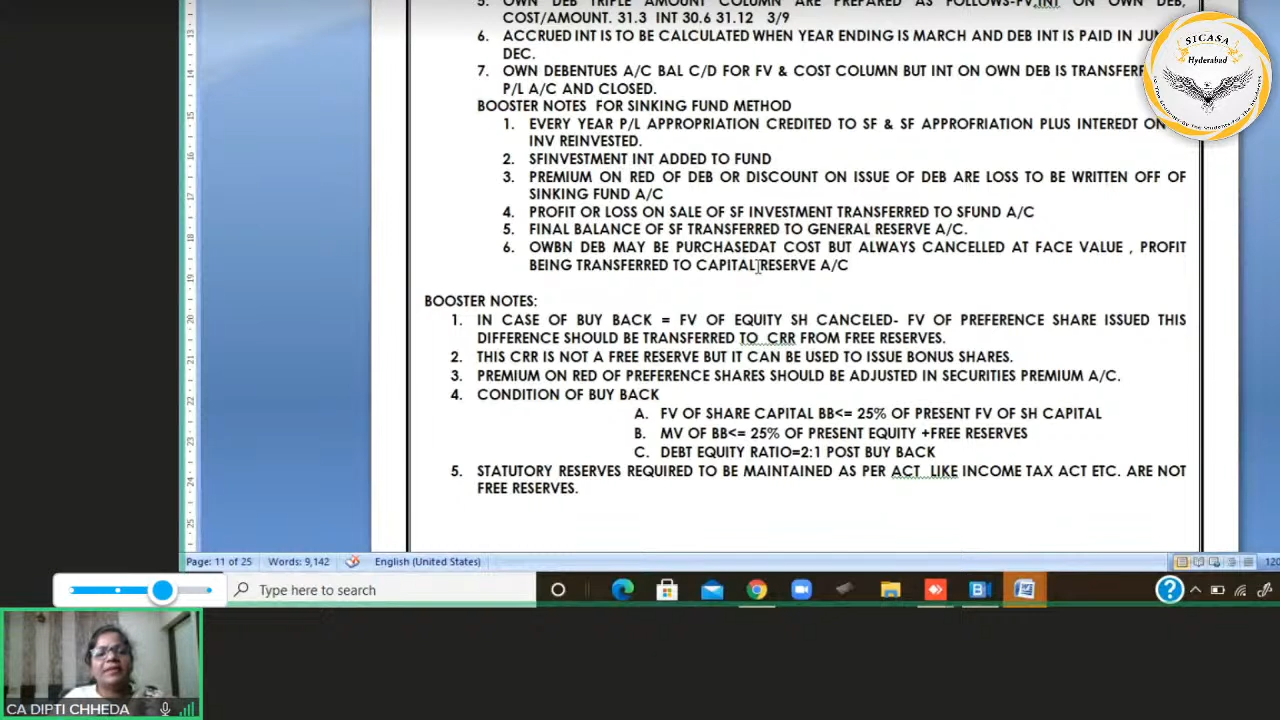 5. OWN DEB TRIPLE AMOUNT COLUMN ARE PREPARED AS FOLLOWS-FV,INT ON OWN DEB,
COST/AMOUNT. 31.3 INT 30.6 31.12 3/9
6. ACCRUED INT IS TO BE CALCULATED WHEN YEAR ENDING IS MARCH AND DEB INT IS PAID IN
DEC.
7. OWN DEBENTUES A/C BAL C/D FOR FV & COST COLUMN BUT INT ON OWN DEB IS
P/L A/C AND CLOSED.
BOOSTER NOTES FOR SINKING FUND METHOD
1. EVERY YEAR P/L APPROPRIATION CREDITED TO SF & SF APPROFRIATION PLUS INTEREDT ON
INV REINVESTED.
2. SFINVESTMENT INT ADDED TO FUND
3. PREMIUM ON RED OF DEB OR DISCOUNT ON ISSUE OF DEB ARE LOSS TO BE WRITTEN OFF OF
SINKING FUND A/C
4. PROFIT OR LOSS ON SALE OF SF INVESTMENT TRANSFERRED TO SFUND A/C
5. FINAL BALANCE OF SF TRANSFERRED TO GENERAL RESERVE A/C.
6. OWBN DEB MAY BE PURCHASEDAT COST BUT ALWAYS CANCELLED AT FACE VALUE , PROFIT
BEING TRANSFERRED TO CAPITAL RESERVE A/C
BOOSTER NOTES:
1. IN CASE OF BUY BACK = FV OF EQUITY SH CANCELED- FV OF PREFERENCE SHARE ISSUED THIS
DIFFERENCE SHOULD BE TRANSFERRED TO CRR FROM FREE RESERVES.
2. THIS CRR IS NOT A FREE RESERVE BUT IT CAN BE USED TO ISSUE BONUS SHARES.
3. PREMIUM ON RED OF PREFERENCE SHARES SHOULD BE ADJUSTED IN SECURITIES PREMIUM A/C.
4. CONDITION OF BUY BACK
A. FV OF SHARE CAPITAL BB<= 25% OF PRESENT FV OF SH CAPITAL
B. MV OF BB<= 25% OF PRESENT EQUITY +FREE RESERVES
C. DEBT EQUITY RATIO=2:1 POST BUY BACK
5. STATUTORY RESERVES REQUIRED TO BE MAINTAINED AS PER ACT LIKE INCOME TAX ACT ETC. ARE NOT
FREE RESERVES.
SICASA
Hyderabad
Page: 11 of 25 Words: 9,142 English (United States) 120
Type here to search
CA DIPTI CHHEDA